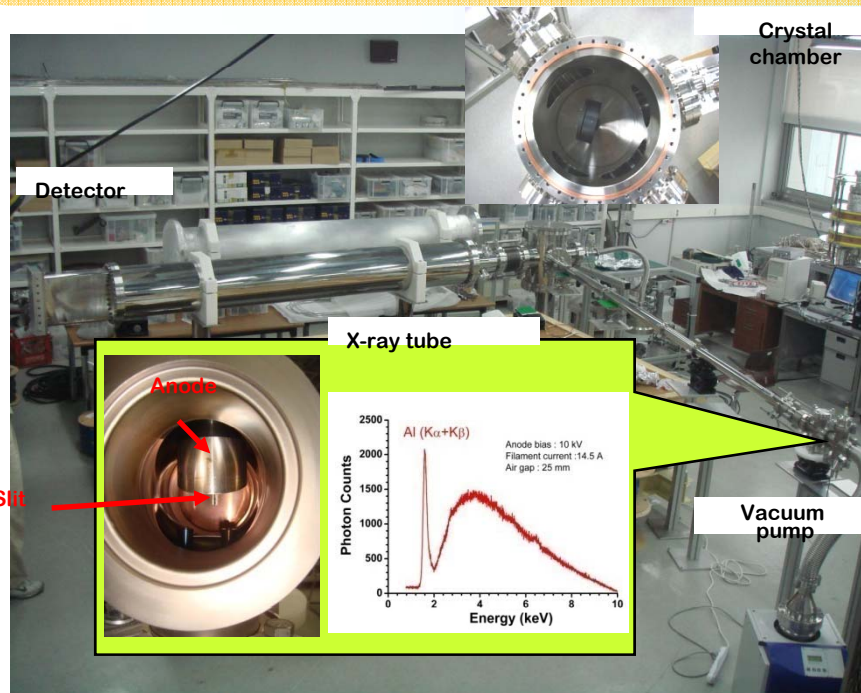 Crystal
chamber
Detector
X-ray tube
Anode
Slit
Al (Kα+Kβ)
Anode bias : 10 kV
Filament current :14.5 A
Air gap : 25 mm
Photon Counts
2500
2000
1500
1000
500
0
0
2
4
6
8
10
Energy (keV)
Vacuum
pump